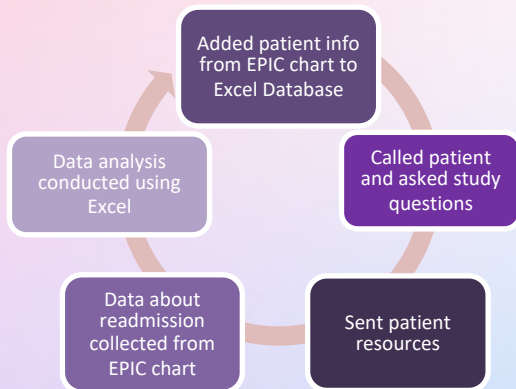 Added patient info
from EPIC chart to
Excel Database
Called patient
and asked study
questions
Sent patient
resources
Data about
readmission
collected from
EPIC chart
Data analysis
conducted using
Excel